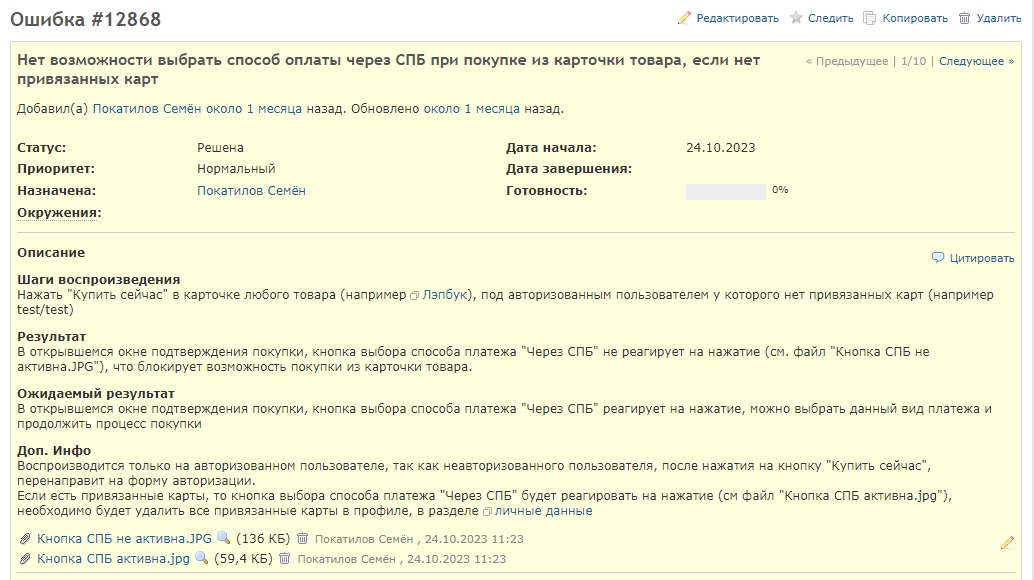 Ошибка #12868
Редактировать Следить Копировать Удалить
Нет возможности выбрать способ оплаты через СПБ при покупке из карточки товара, если нет
привязанных карт
« Предыдущее | 1/10 | Следующее »
Добавил(а) Покатилов Семён около 1 месяца назад. Обновлено около 1 месяца назад.
Статус: Решена Дата начала: 24.10.2023
Приоритет: Нормальный Дата завершения:
Назначена: Покатилов Семён Готовность: 0%
Окружения:
Описание
Цитировать
Шаги воспроизведения
Нажать "Купить сейчас" в карточке любого товара (например Лэпбук), под авторизованным пользователем у которого нет привязанных карт (например
test/test)
Результат
В открывшемся окне подтверждения покупки, кнопка выбора способа платежа "Через СПБ" не реагирует на нажатие (см. файл "Кнопка СПБ не
активна.JPG"), что блокирует возможность покупки из карточки товара.
Ожидаемый результат
В открывшемся окне подтверждения покупки, кнопка выбора способа платежа "Через СПБ" реагирует на нажатие, можно выбрать данный вид платежа и
продолжить процесс покупки
Доп. Инфо
Воспроизводится только на авторизованном пользователе, так как неавторизованного пользователя, после нажатия на кнопку "Купить сейчас",
перенаправит на форму авторизации.
Если есть привязанные карты, то кнопка выбора способа платежа "Через СПБ" будет реагировать на нажатие (см файл "Кнопка СПБ активна.jpg"),
необходимо будет удалить все привязанные карты в профиле, в разделе личные данные
Кнопка СПБ не активна.JPG (136 КБ) Покатилов Семён , 24.10.2023 11:23
Кнопка СПБ активна.jpg (59,4 КБ) Покатилов Семён , 24.10.2023 11:23